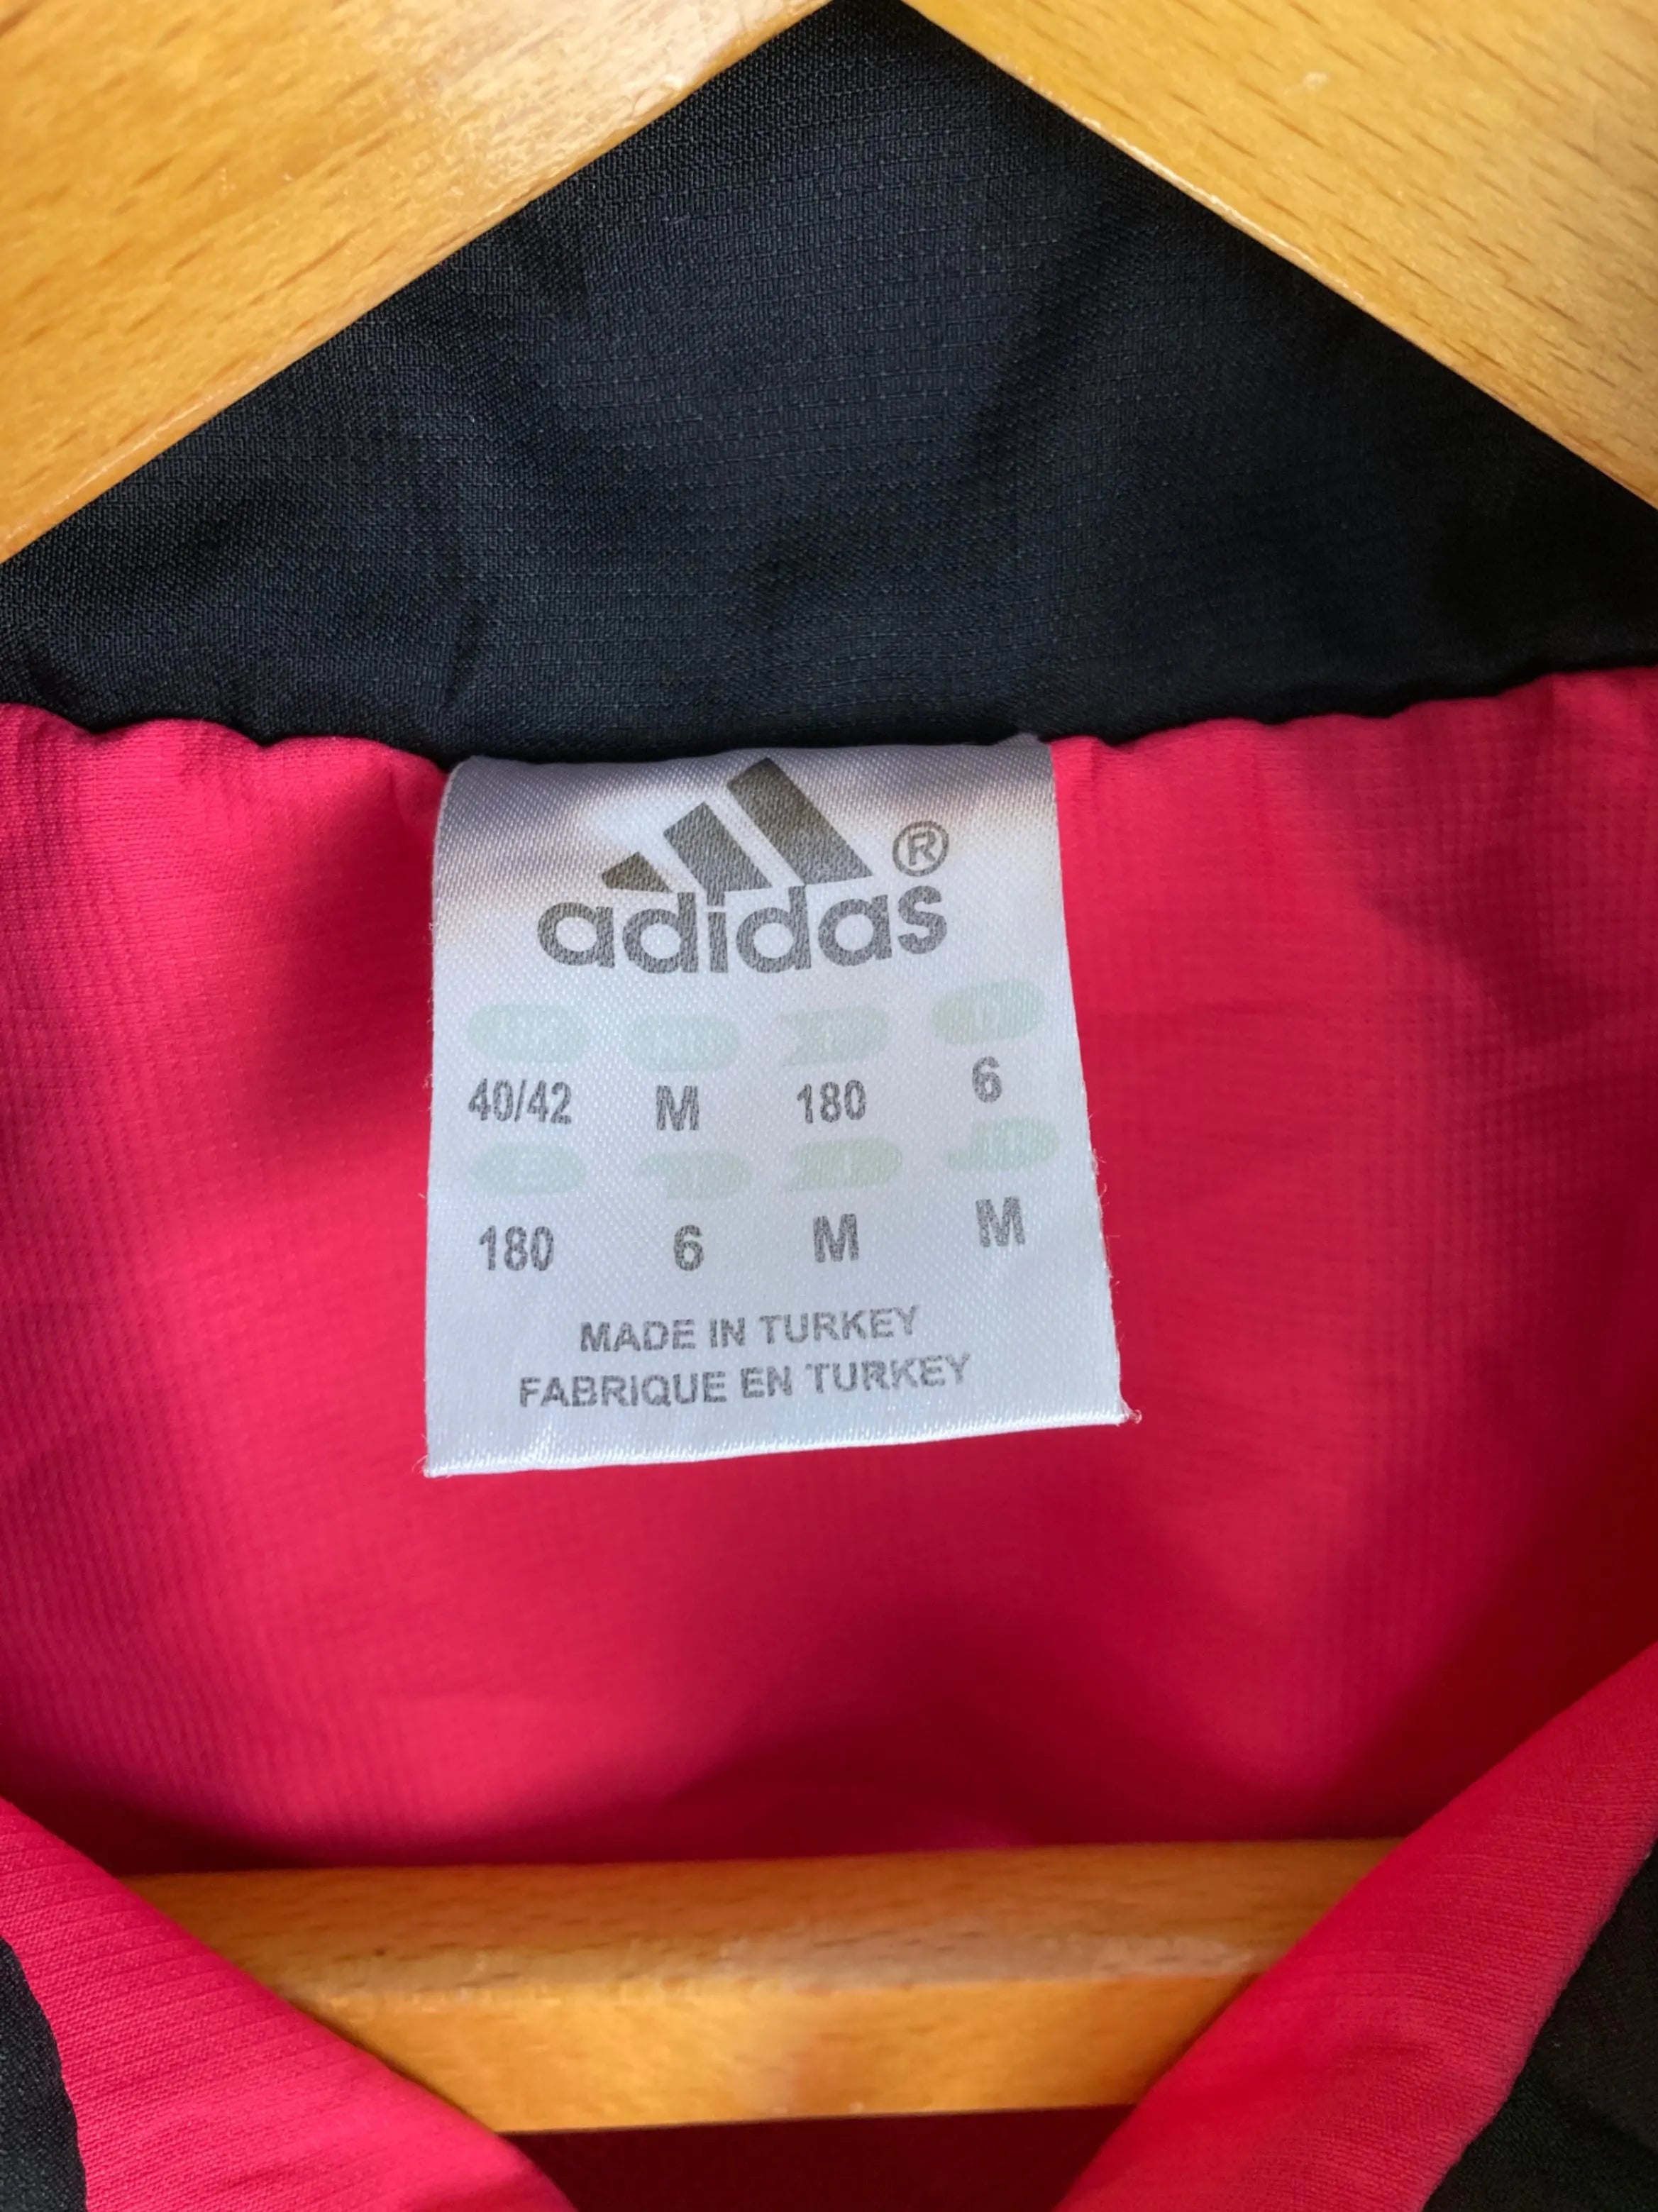 adidas®
40/42 M 180 6
180 6 M M
MADE IN TURKEY
FABRIQUE EN TURKEY